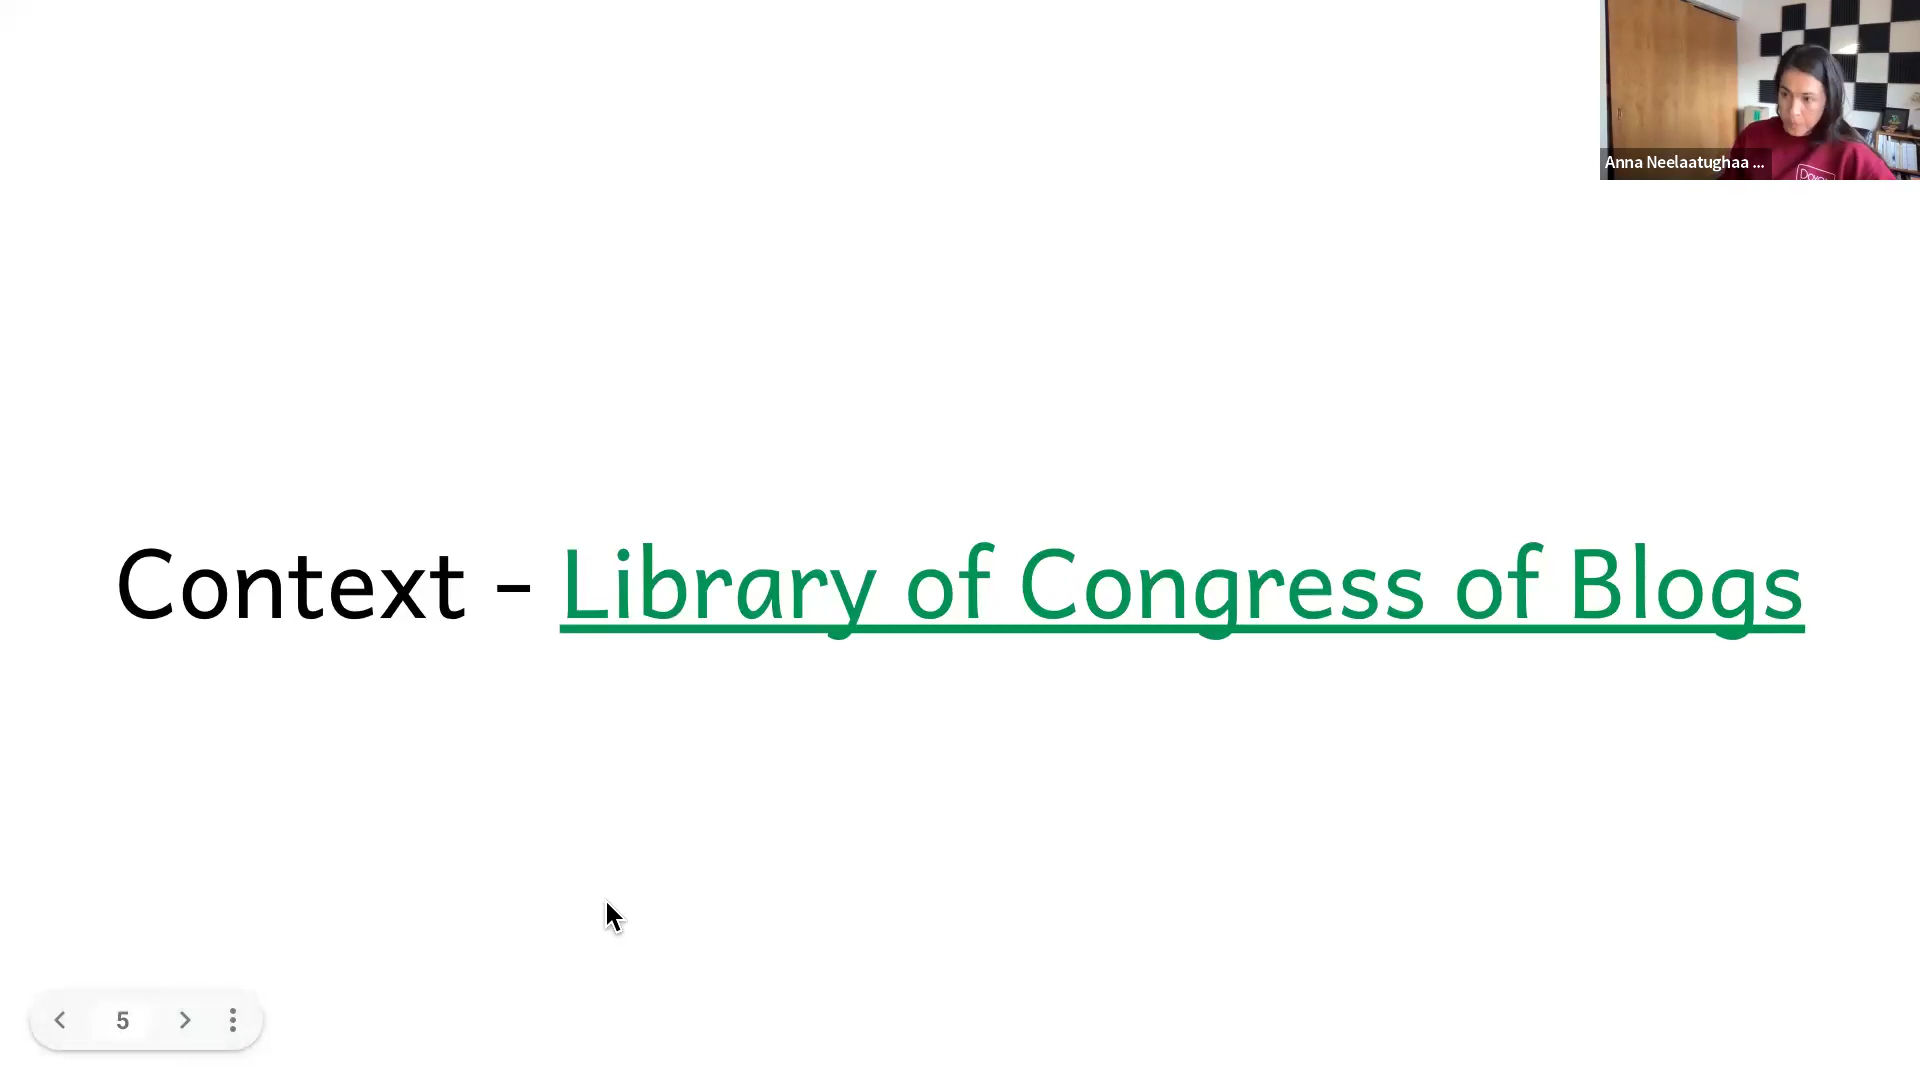 Anna Neelaatughaa ...
Context - Library of Congress of Blogs
5